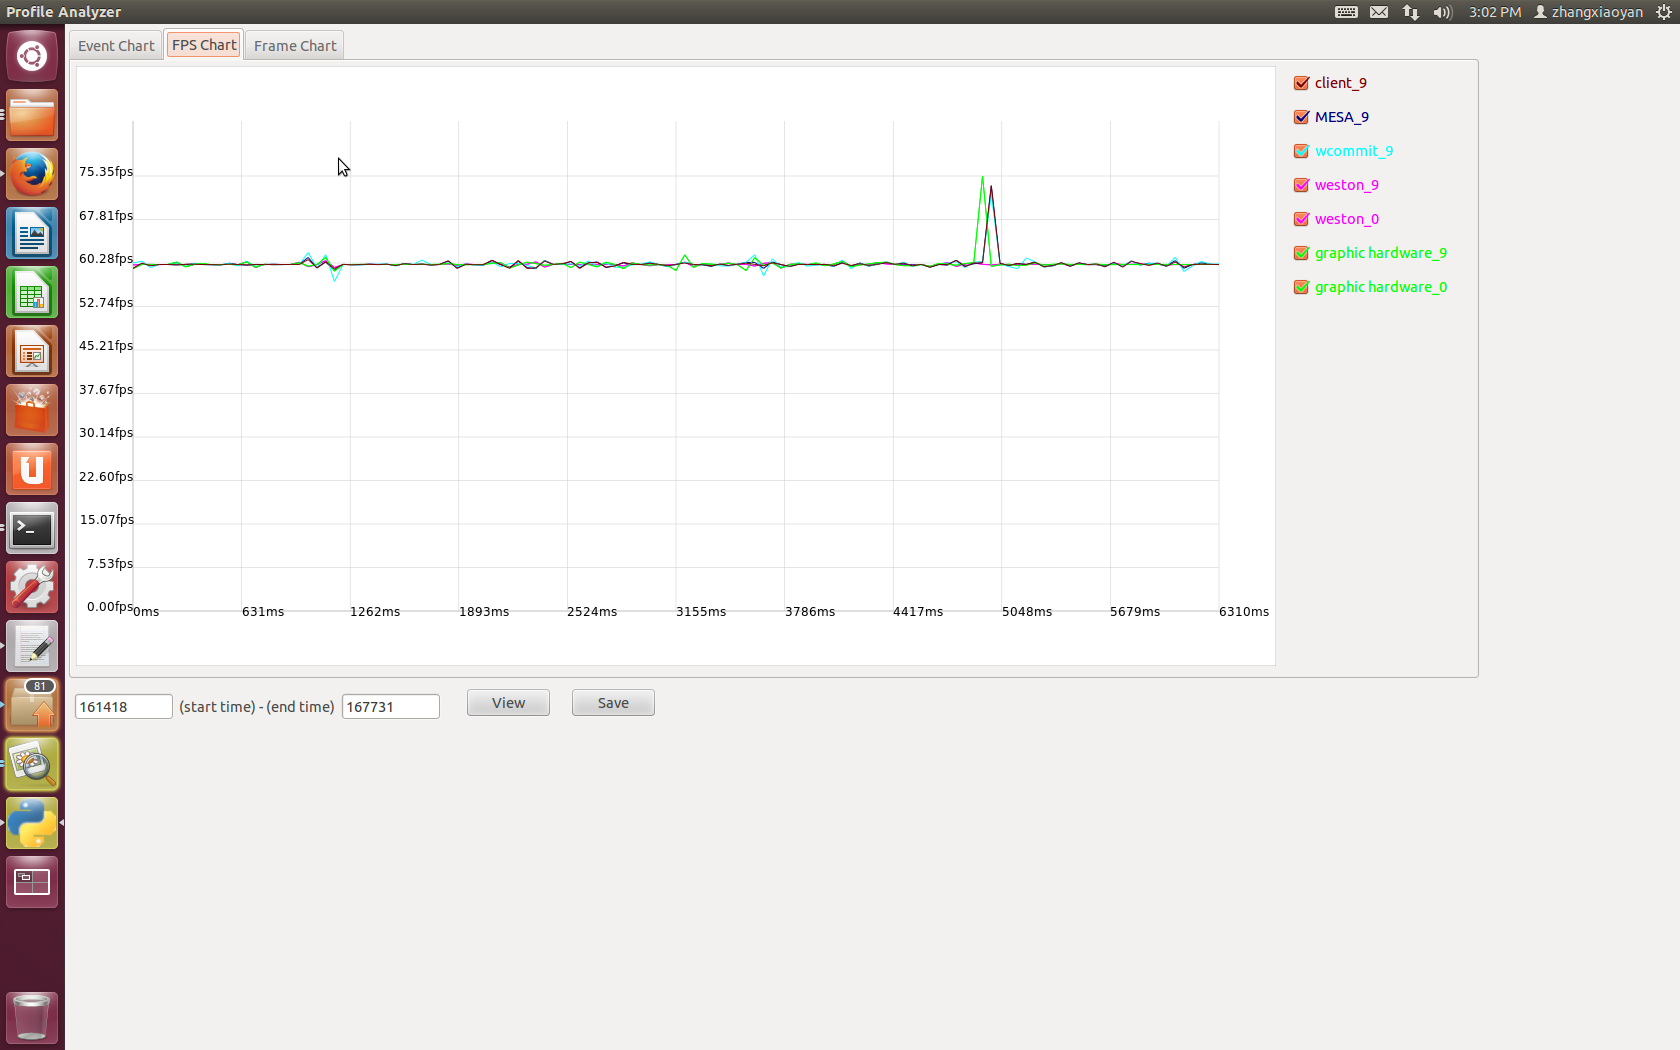 Profile Analyzer
3:02 PM zhangxiaoyan
Event Chart FPS Chart Frame Chart
75.35fps
67.81fps
60.28fps
52.74fps
45.21fps
37.67fps
30.14fps
22.60fps
15.07fps
7.53fps
0.00fps
0ms 631ms 1262ms 1893ms 2524ms 3155ms 3786ms 4417ms 5048ms 5679ms 6310ms
client_9
MESA_9
wcommit_9
weston_9
weston_0
graphic hardware_9
graphic hardware_0
161418 (start time) - (end time) 167731 View Save
81